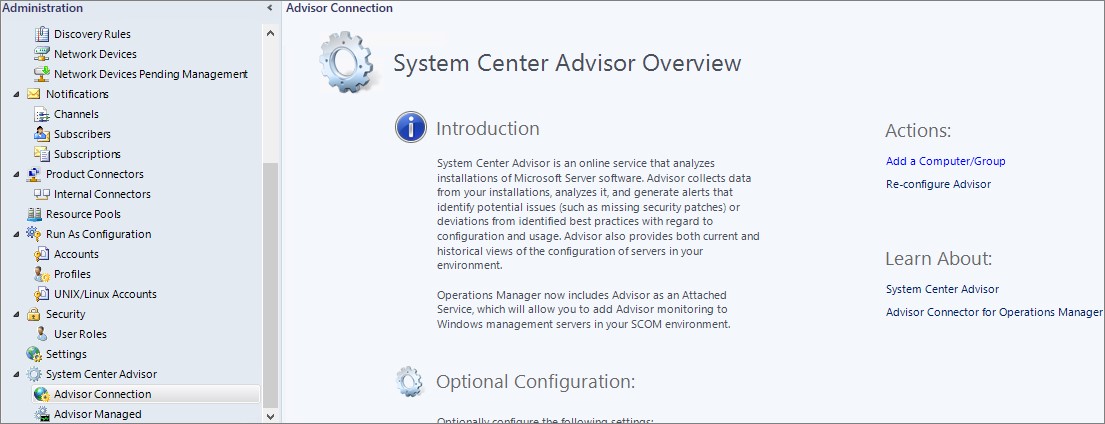 Administration
Discovery Rules
Network Devices
Network Devices Pending Management
Notifications
Channels
Subscribers
Subscriptions
Product Connectors
Internal Connectors
Resource Pools
Run As Configuration
Accounts
Profiles
UNIX/Linux Accounts
Security
User Roles
Settings
System Center Advisor
Advisor Connection
Advisor Managed
Advisor Connection
System Center Advisor Overview
Introduction
System Center Advisor is an online service that analyzes
installations of Microsoft Server software. Advisor collects data
from your installations, analyzes it, and generate alerts that
identify potential issues (such as missing security patches) or
deviations from identified best practices with regard to
configuration and usage. Advisor also provides both current and
historical views of the configuration of servers in your
environment.
Operations Manager now includes Advisor as an Attached
Service, which will allow you to add Advisor monitoring to
Windows management servers in your SCOM environment.
Optional Configuration:
Optionally configure the following settings:
Actions:
Add a Computer/Group
Re-configure Advisor
Learn About:
System Center Advisor
Advisor Connector for Operations Manager